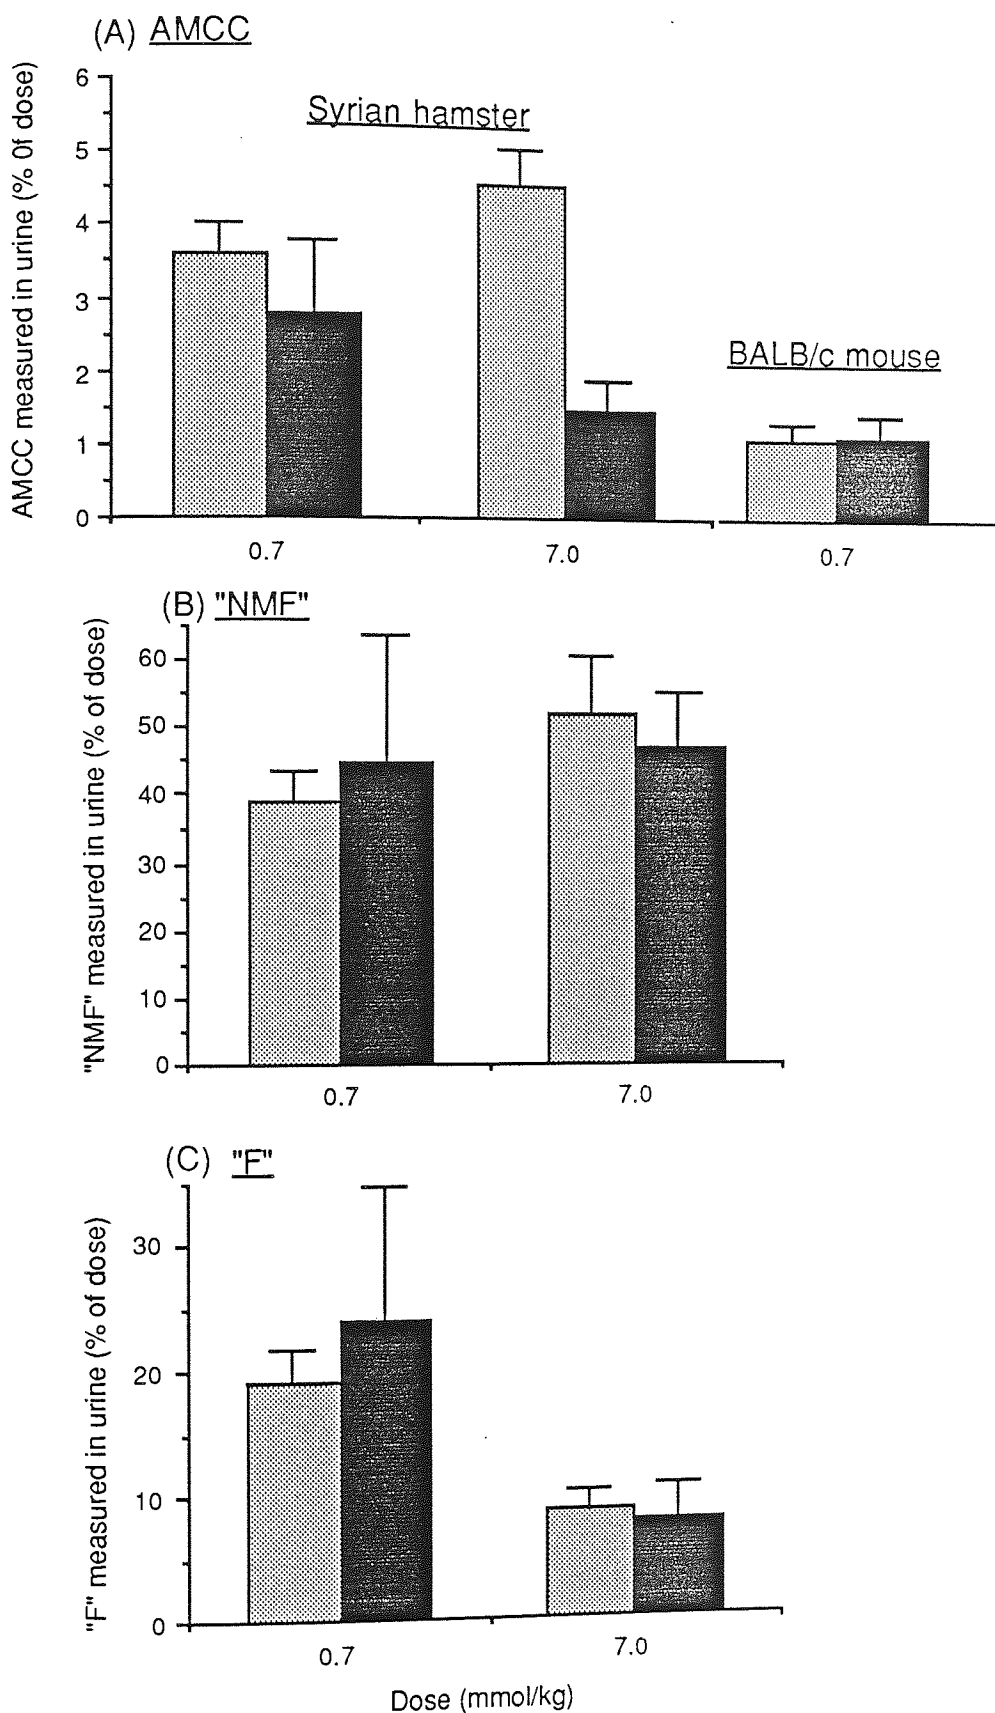 (A) AMCC
AMCC measured in urine (% Of dose)
6
5
4
3
2
1
0
Syrian hamster
BALB/c mouse
0.7
7.0
0.7
(B) "NMF"
"NMF" measured in urine (% of dose)
60
50
40
30
20
10
0
0.7
7.0
(C) "F"
"F" measured in urine (% of dose)
30
20
10
0
0.7
7.0
Dose (mmol/kg)